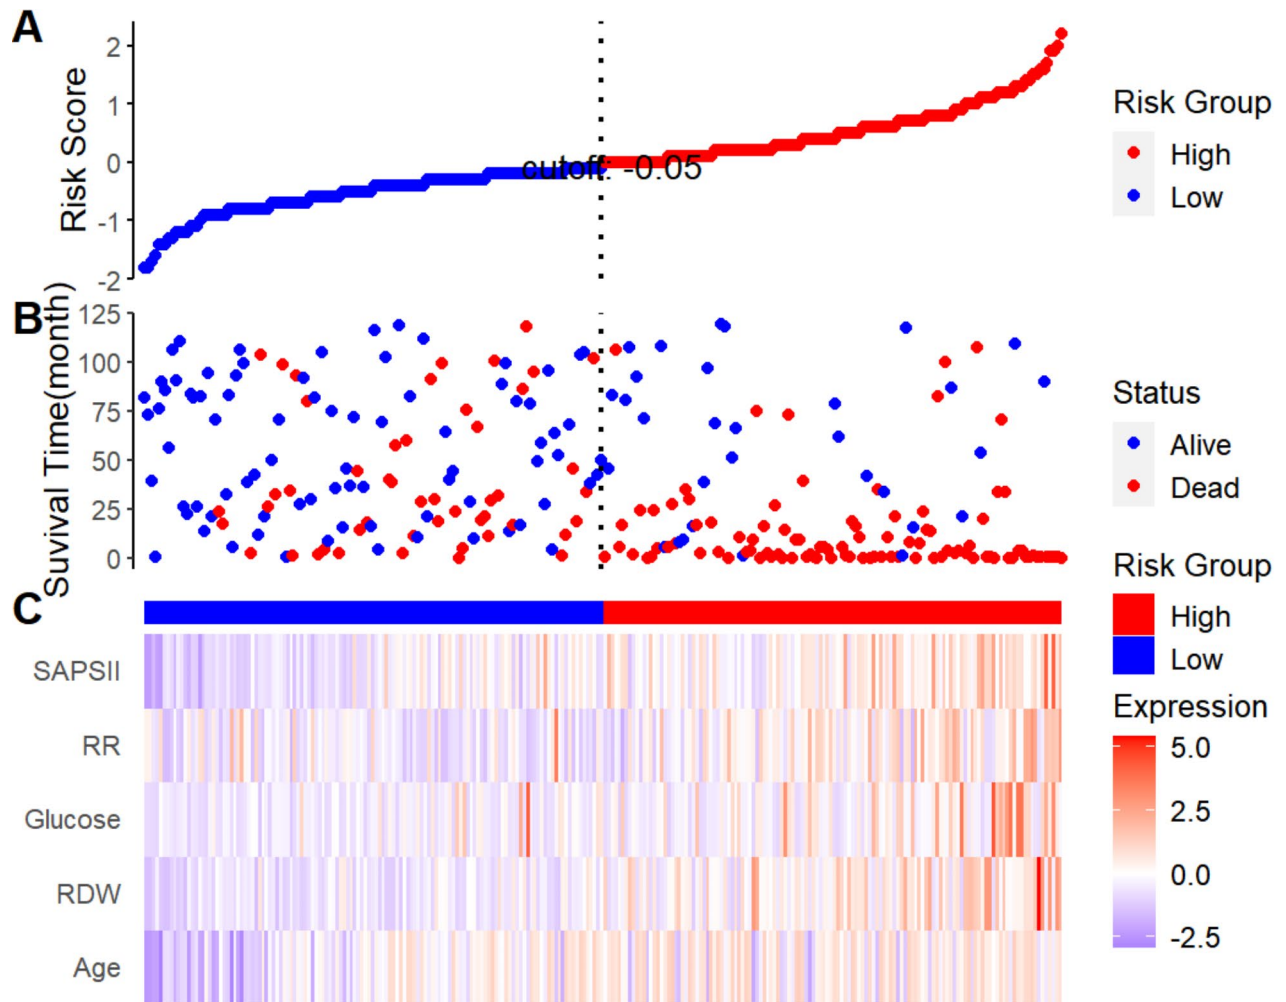 A
Risk Score
2
1
0
-1
-2
cutoff: -0.05
Risk Group
High
Low
B
Suvival Time(month)
125
100
75
50
25
0
Status
Alive
Dead
C
SAPSII
RR
Glucose
RDW
Age
Risk Group
High
Low
Expression
5.0
2.5
0.0
-2.5